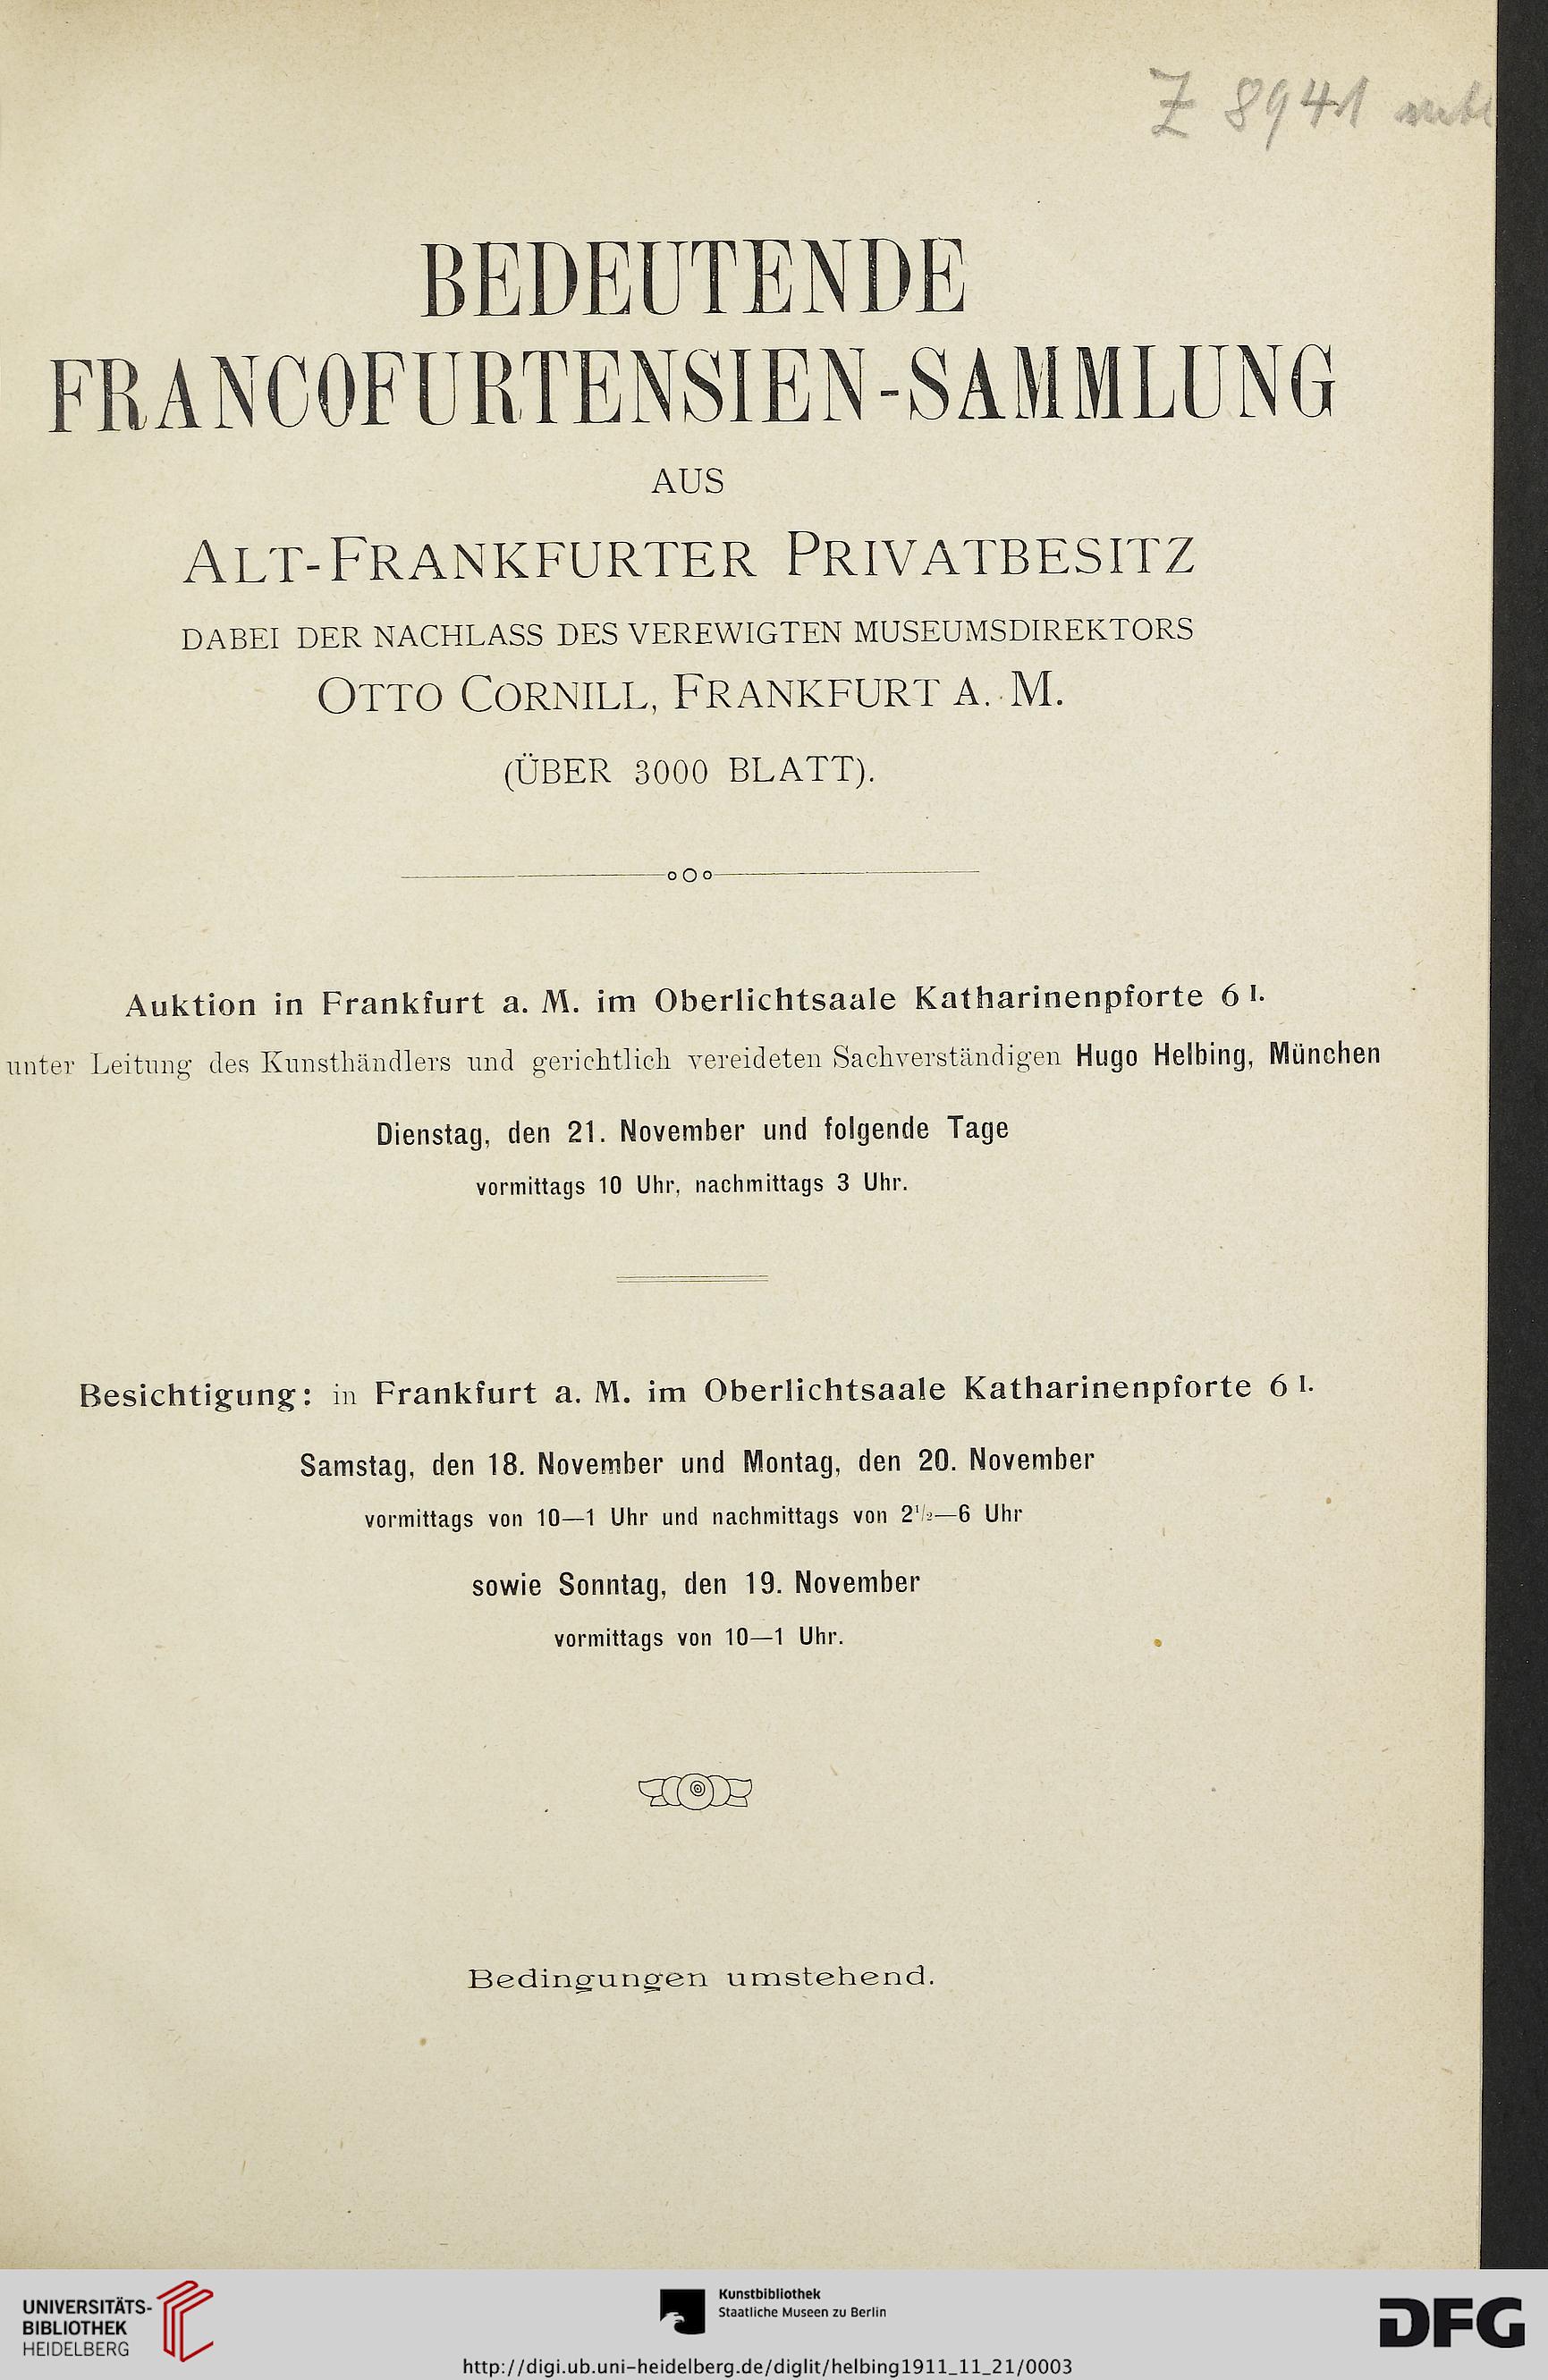 Z 8941
BEDEUTENDE
FRANCOFURTENSIEN-SAMMLUNG
AUS
ALT-FRANKFURTER PRIVATBESITZ
DABEI DER NACHLASS DES VEREWIGTEN MUSEUMSDIREKTORS
OTTO CORNILL, FRANKFURT A. M.
(ÜBER 3000 BLATT).
Auktion in Frankfurt a. M. im Oberlichtsaale Katharinenpforte 6 I.
unter Leitung des Kunsthändlers und gerichtlich vereideten Sachverständigen Hugo Helbing, München
Dienstag, den 21. November und folgende Tage
vormittags 10 Uhr, nachmittags 3 Uhr.
Besichtigung: in Frankfurt a. M. im Oberlichtsaale Katharinenpforte 6 I.
Samstag, den 18. November und Montag, den 20. November
vormittags von 10—1 Uhr und nachmittags von 2½—6 Uhr
sowie Sonntag, den 19. November
vormittags von 10—1 Uhr.
Bedingungen umstehend.
UNIVERSITÄTS-
BIBLIOTHEK
HEIDELBERG
Kunstbibliothek
Staatliche Museen zu Berlin
DFG
http://digi.ub.uni-heidelberg.de/diglit/helbing1911_11_21/0003